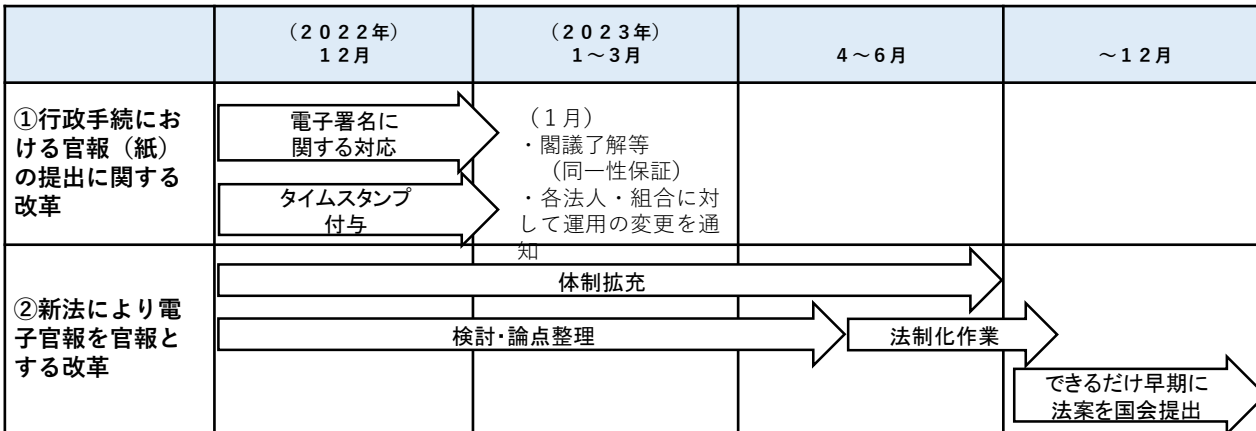 (2022年)
12月
(2023年)
1~3月
4~6月
~12月
①行政手続にお
ける官報(紙)
の提出に関する
改革
電子署名に
関する対応
タイムスタンプ
付与
(1月)
・閣議了解等
(同一性保証)
・各法人・組合に対
して運用の変更を通
知
②新法により電
子官報を官報と
する改革
体制拡充
検討・論点整理
法制化作業
できるだけ早期に
法案を国会提出